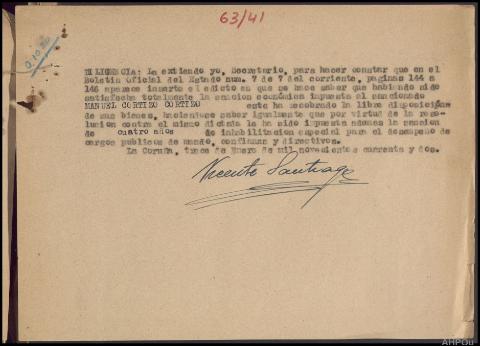 63/41
DILIGENCIA: La extiendo yo, Secretario, para hacer constar que en el
Boletin Oficial del Estado num. 7 de 7 del corriente, paginas 144 a
146 aparece inserto el edicto en que se hace saber que habiendo sido
satisfecha totalmente la sancion económica impuesta al sancionado
MANUEL CORTIZO CORTIZO este ha recobrado la libre disposición
de sus bienes, haciendose saber igualmente que por virtud de la reso-
lucion contra el mismo dictada le ha sido impuesta ademas la sancion
de cuatro años de inhabilitacion especial para el desempeño de
cargos publicos de mando, confianza y directivos.
La Coruña, trece de Enero de mil novecientos cuarenta y dos.
Vicente Santiago
AHPOu